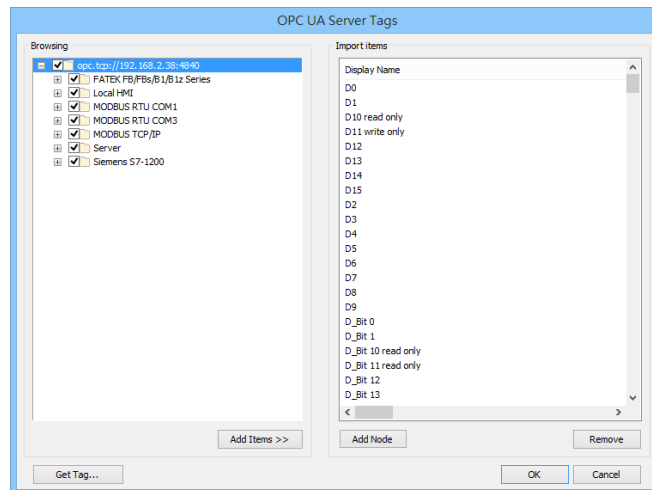 OPC UA Server Tags
Browsing
opc.tcp://192.168.2.38:4840
FATEK FB/FBs/B1/B1z Series
Local HMI
MODBUS RTU COM1
MODBUS RTU COM3
MODBUS TCP/IP
Server
Siemens S7-1200
Add Items >>
Get Tag...
Import items
Display Name
D0
D1
D10 read only
D11 write only
D12
D13
D14
D15
D2
D3
D4
D5
D6
D7
D8
D9
D_Bit 0
D_Bit 1
D_Bit 10 read only
D_Bit 11 read only
D_Bit 12
D_Bit 13
Add Node
Remove
OK
Cancel